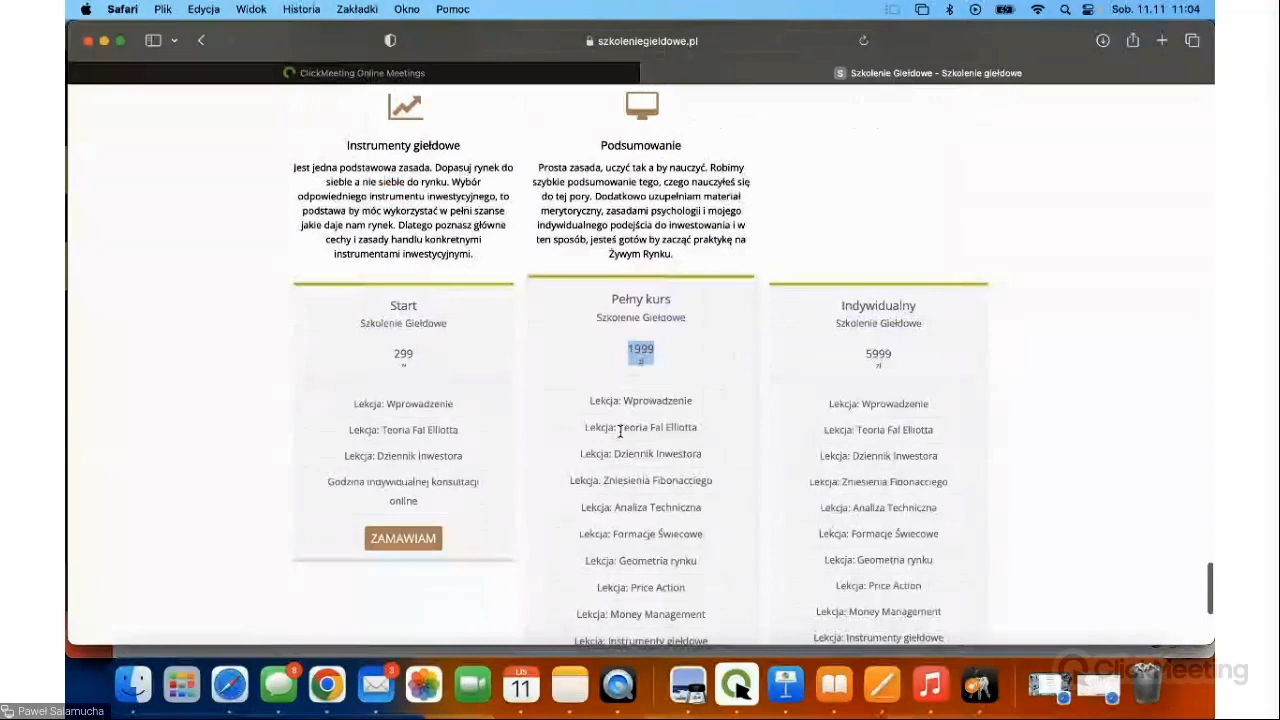 Safari Plik Edycja Widok Historia Zakładki Okno Pomoc Sob. 11.11 11:04
szkoleniegieldowe.pl
ClickMeeting Online Meetings
S Szkolenie Giełdowe - Szkolenie giełdowe
Instrumenty giełdowe
Jest jedna podstawowa zasada. Dopasuj rynek do
siebie a nie siebie do rynku. Wybór
odpowiedniego instrumentu inwestycyjnego, to
podstawa by móc wykorzystać w pełni szanse
jakie daje nam rynek. Dlatego poznasz główne
cechy i zasady handlu konkretnymi
instrumentami inwestycyjnymi.
Podsumowanie
Prosta zasada, uczyć tak a by nauczyć. Robimy
szybkie podsumowanie tego, czego nauczyłeś się
do tej pory. Dodatkowo uzupełniam materiał
merytoryczny, zasadami psychologii i mojego
indywidualnego podejścia do inwestowania i w
ten sposób, jesteś gotów by zacząć praktykę na
Żywym Rynku.
Start
Szkolenie Giełdowe
299
zł
Lekcja: Wprowadzenie
Lekcja: Teoria Fal Elliotta
Lekcja: Dziennik Inwestora
Godzina indywidualnej konsultacji
online
ZAMAWIAM
Pełny kurs
Szkolenie Giełdowe
1999
zł
Lekcja: Wprowadzenie
Lekcja: Teoria Fal Elliotta
Lekcja: Dziennik Inwestora
Lekcja: Zniesienia Fibonacciego
Lekcja: Analiza Techniczna
Lekcja: Formacje Świecowe
Lekcja: Geometria rynku
Lekcja: Price Action
Lekcja: Money Management
Lekcja: Instrumenty giełdowe
Indywidualny
Szkolenie Giełdowe
5999
zł
Lekcja: Wprowadzenie
Lekcja: Teoria Fal Elliotta
Lekcja: Dziennik Inwestora
Lekcja: Zniesienia Fibonacciego
Lekcja: Analiza Techniczna
Lekcja: Formacje Świecowe
Lekcja: Geometria rynku
Lekcja: Price Action
Lekcja: Money Management
Lekcja: Instrumenty giełdowe
8
3
LIS
11
ClickMeeting
Paweł Salamucha